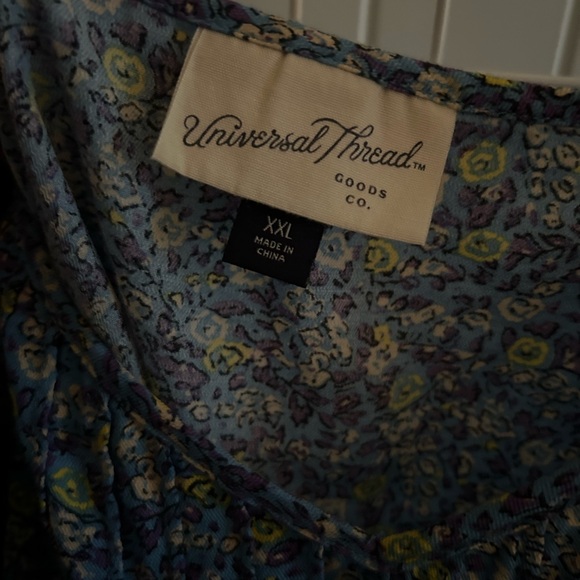 Universal Thread™
GOODS
CO.
XXL
MADE IN
CHINA